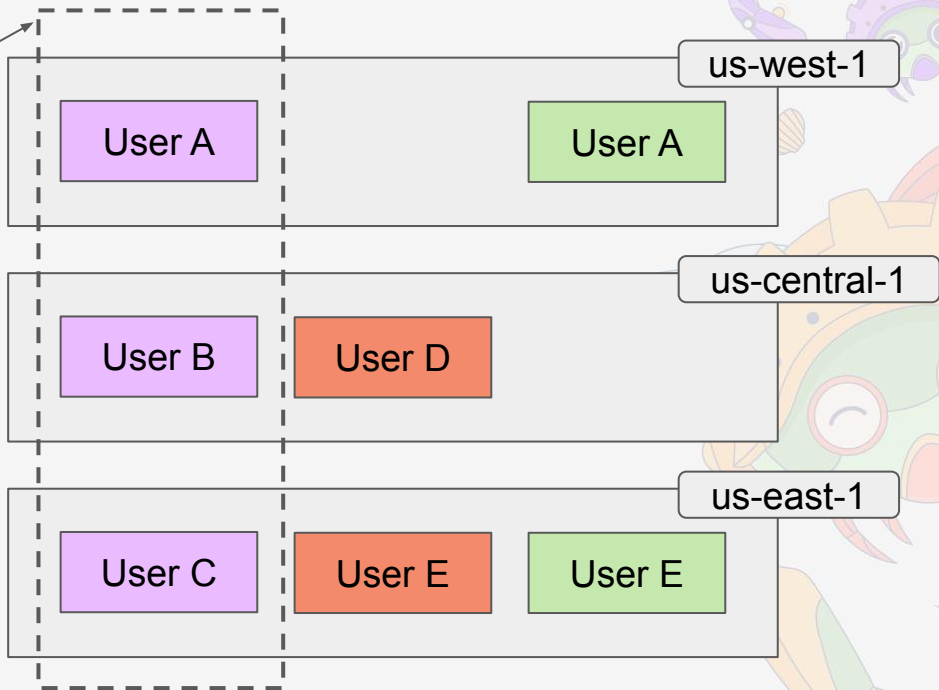 us-west-1
User A
User A
us-central-1
User B
User D
us-east-1
User C
User E
User E